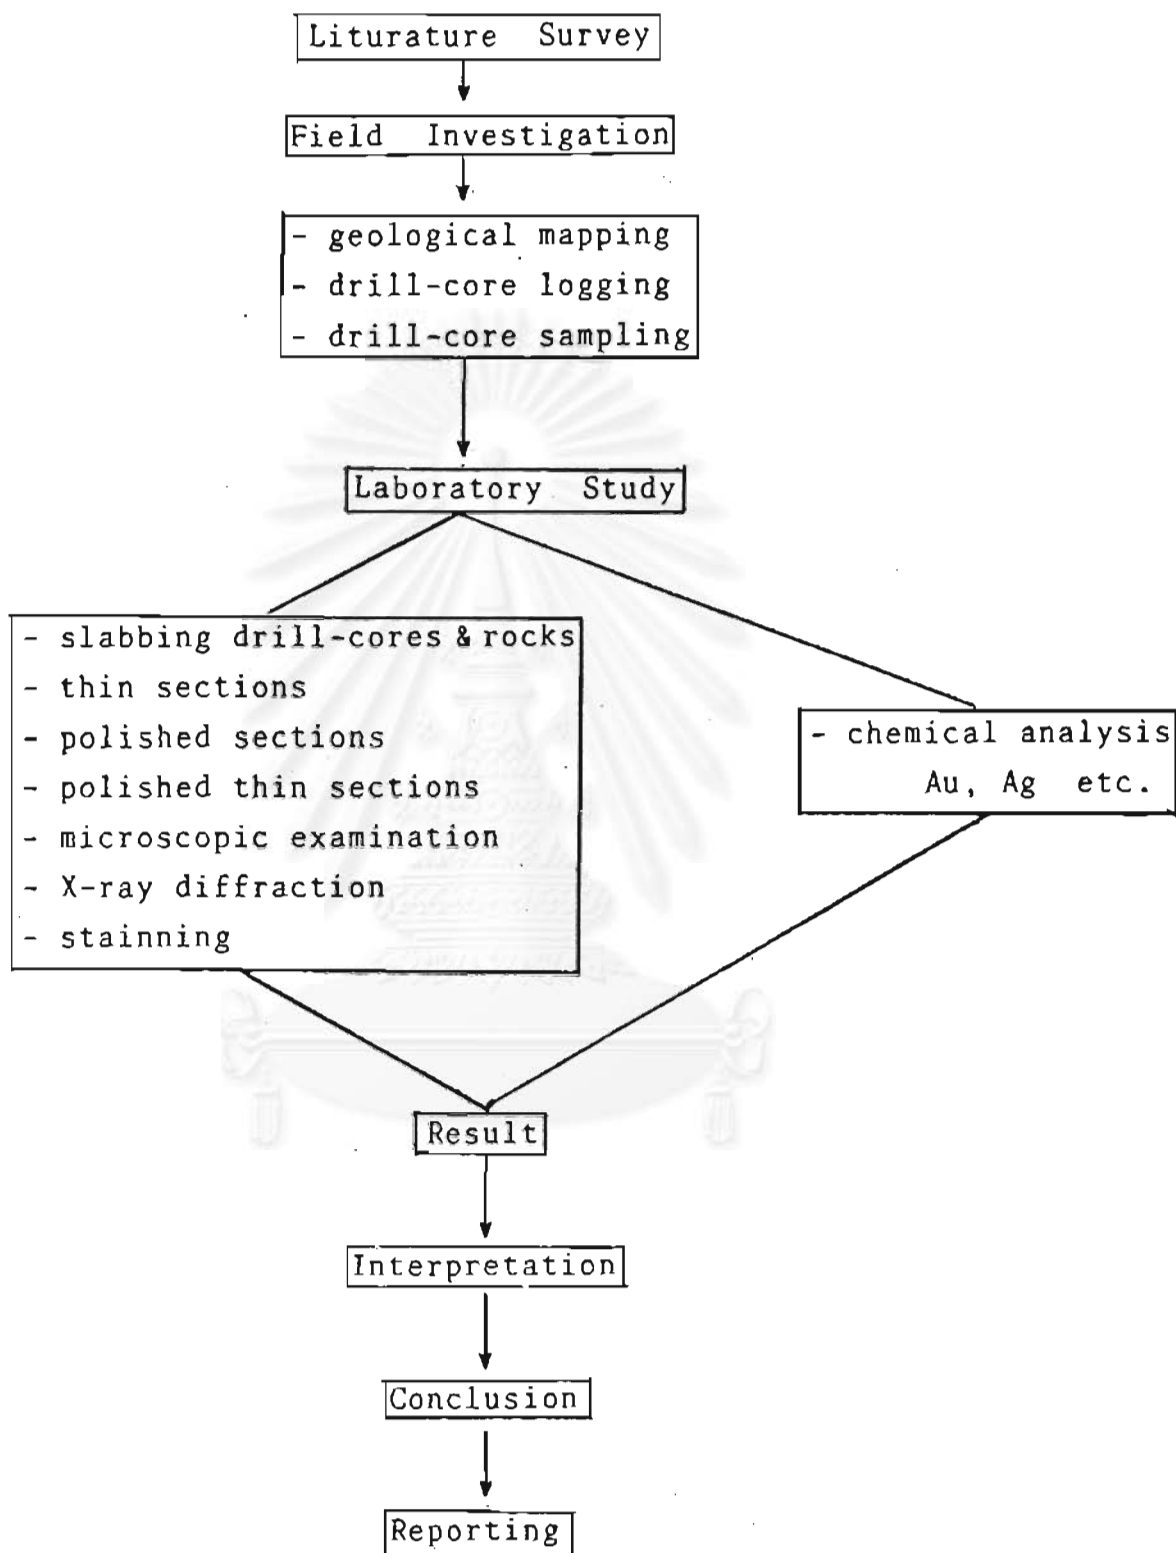 Liturature Survey
Field Investigation
- geological mapping
- drill-core logging
- drill-core sampling
Laboratory Study
- slabbing drill-cores & rocks
- thin sections
- polished sections
- polished thin sections
- microscopic examination
- X-ray diffraction
- stainning
- chemical analysis
Au, Ag etc.
Result
Interpretation
Conclusion
Reporting